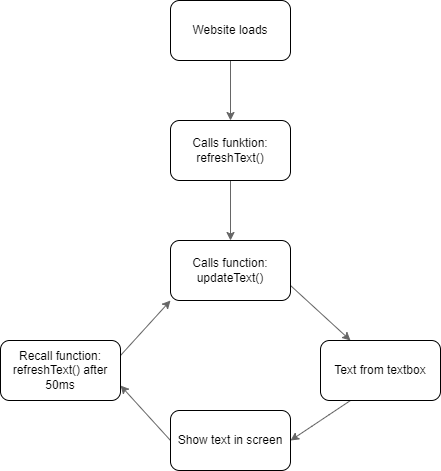 Website loads
Calls funktion:
refreshText()
Calls function:
updateText()
Recall function:
refreshText() after
50ms
Text from textbox
Show text in screen